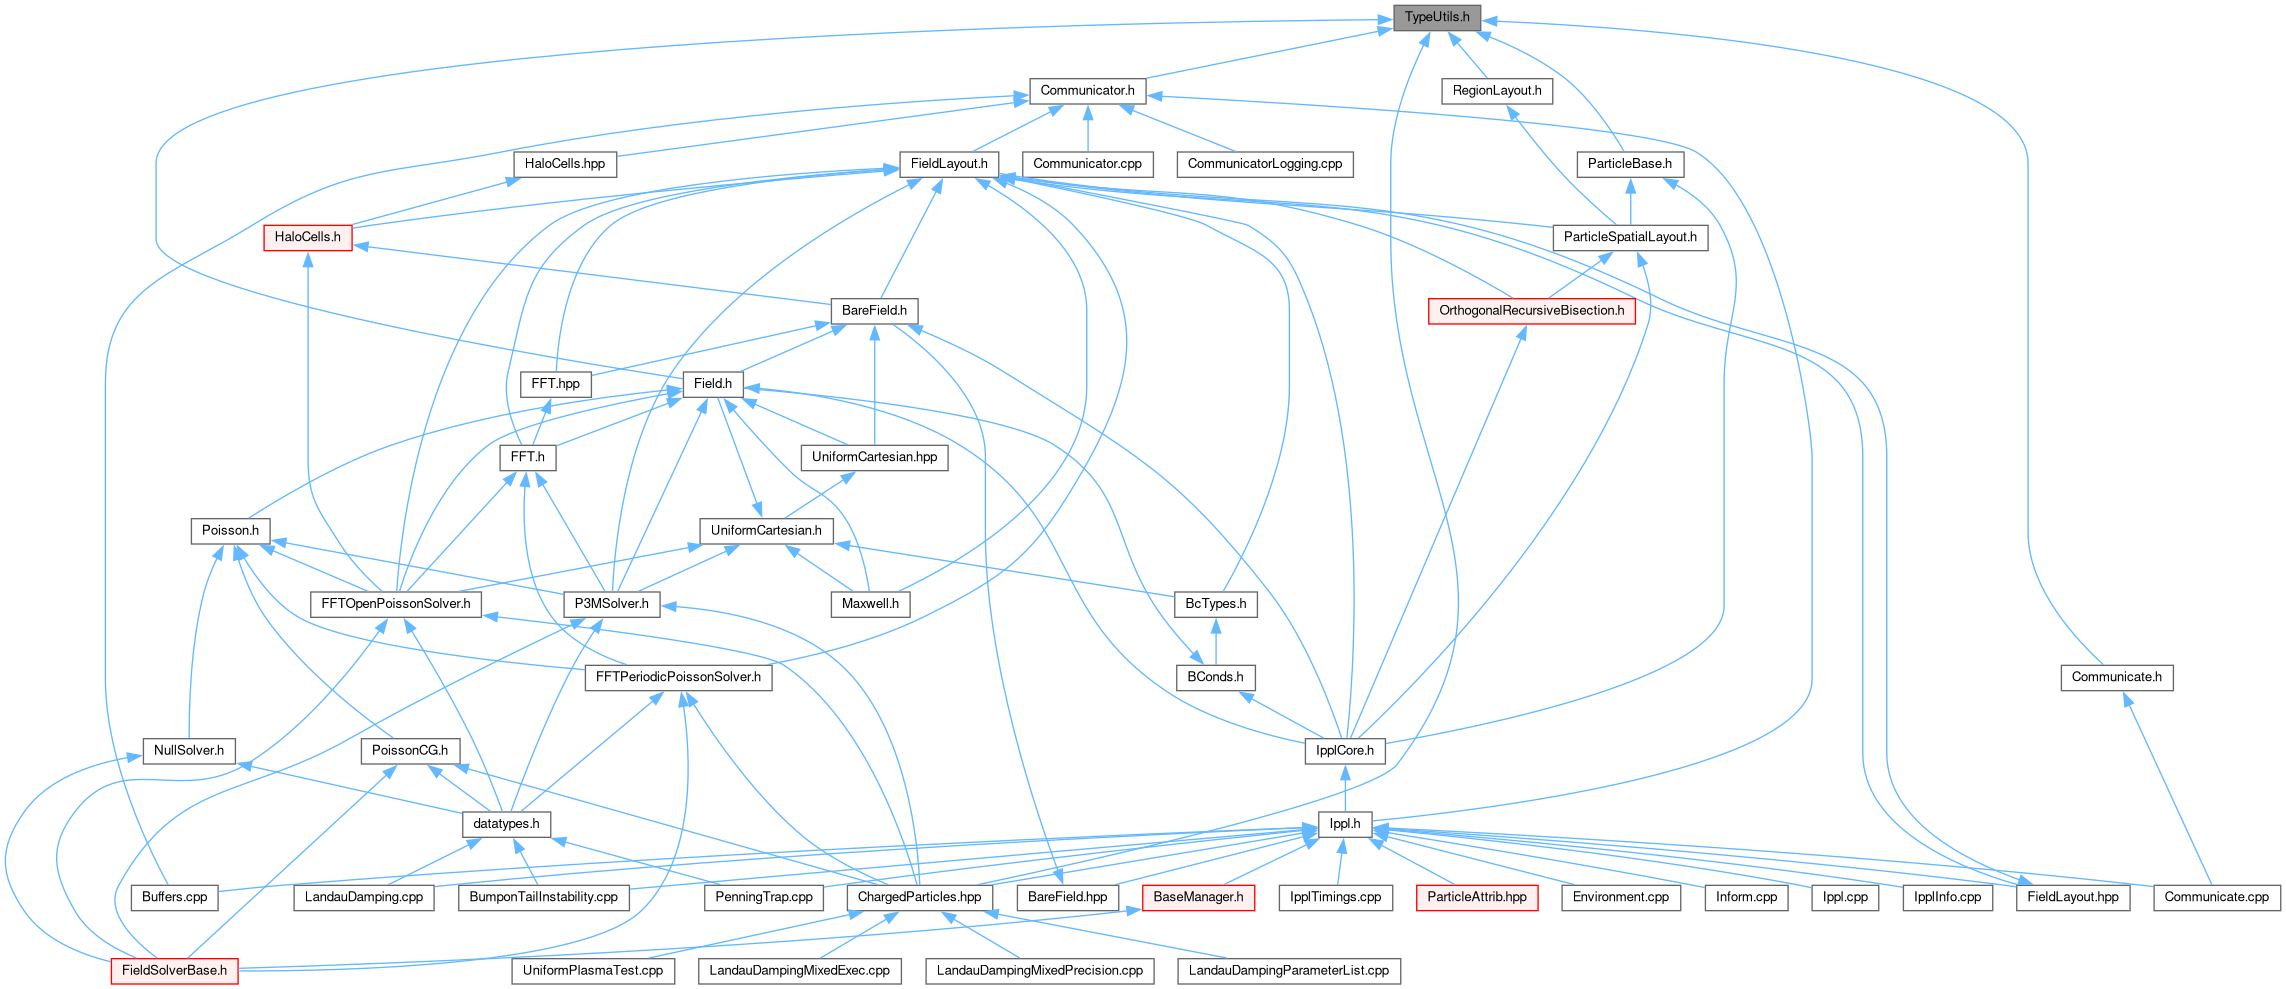 TypeUtils.h
Communicator.h
RegionLayout.h
HaloCells.hpp
FieldLayout.h
Communicator.cpp
CommunicatorLogging.cpp
ParticleBase.h
HaloCells.h
ParticleSpatialLayout.h
BareField.h
OrthogonalRecursiveBisection.h
FFT.hpp
Field.h
FFT.h
UniformCartesian.hpp
Poisson.h
UniformCartesian.h
FFTOpenPoissonSolver.h
P3MSolver.h
Maxwell.h
BcTypes.h
FFTPeriodicPoissonSolver.h
BConds.h
Communicate.h
NullSolver.h
PoissonCG.h
IpplCore.h
datatypes.h
Ippl.h
Buffers.cpp
LandauDamping.cpp
BumponTailInstability.cpp
PenningTrap.cpp
ChargedParticles.hpp
BareField.hpp
BaseManager.h
IpplTimings.cpp
ParticleAttrib.hpp
Environment.cpp
Inform.cpp
Ippl.cpp
IpplInfo.cpp
FieldLayout.hpp
Communicate.cpp
FieldSolverBase.h
UniformPlasmaTest.cpp
LandauDampingMixedExec.cpp
LandauDampingMixedPrecision.cpp
LandauDampingParameterList.cpp